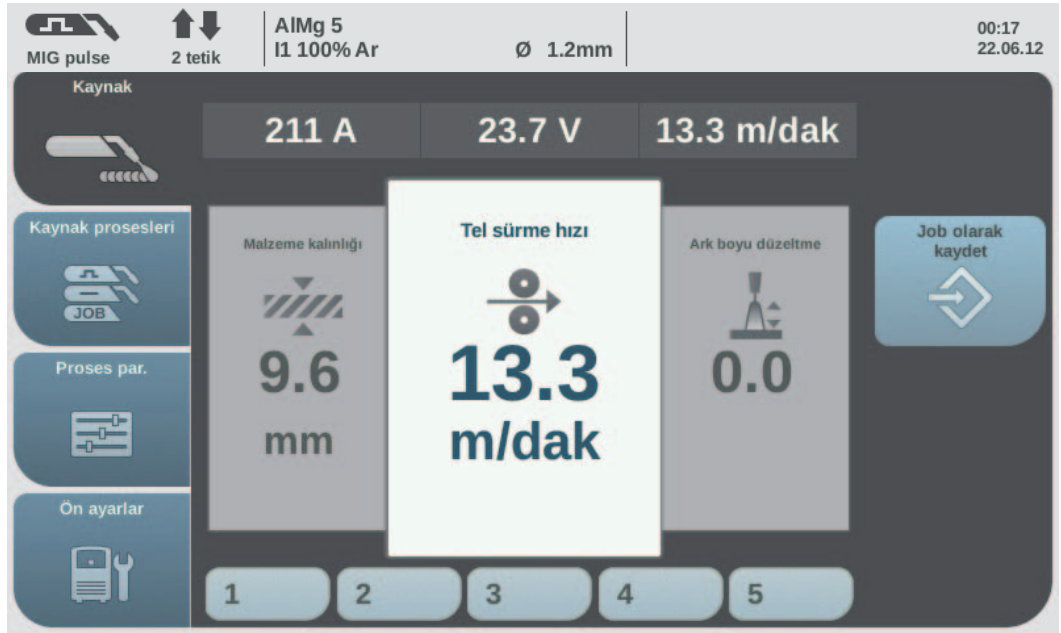 MIG pulse
2 tetik
AlMg 5
I1 100% Ar
Ø 1.2mm
00:17
22.06.12
Kaynak
211 A
23.7 V
13.3 m/dak
Kaynak prosesleri
JOB
Proses par.
Ön ayarlar
Malzeme kalınlığı
9.6
mm
Tel sürme hızı
13.3
m/dak
Ark boyu düzeltme
0.0
Job olarak
kaydet
1
2
3
4
5